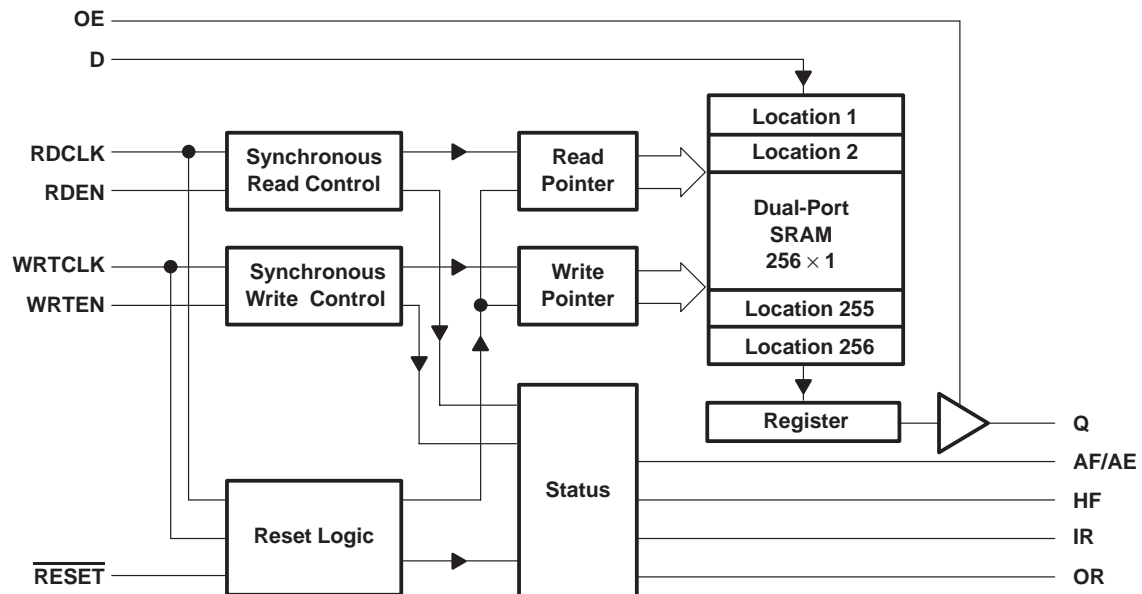 OE
D
RDCLK
RDEN
WRTCLK
WRTEN
RESET
Synchronous
Read Control
Synchronous
Write Control
Reset Logic
Read
Pointer
Write
Pointer
Status
Location 1
Location 2
Dual-Port
SRAM
256 × 1
Location 255
Location 256
Register
Q
AF/AE
HF
IR
OR